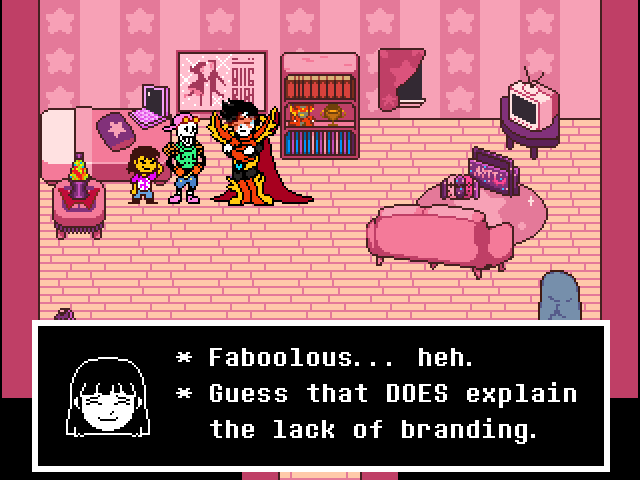 * Faboolous... heh.
* Guess that DOES explain
the lack of branding.